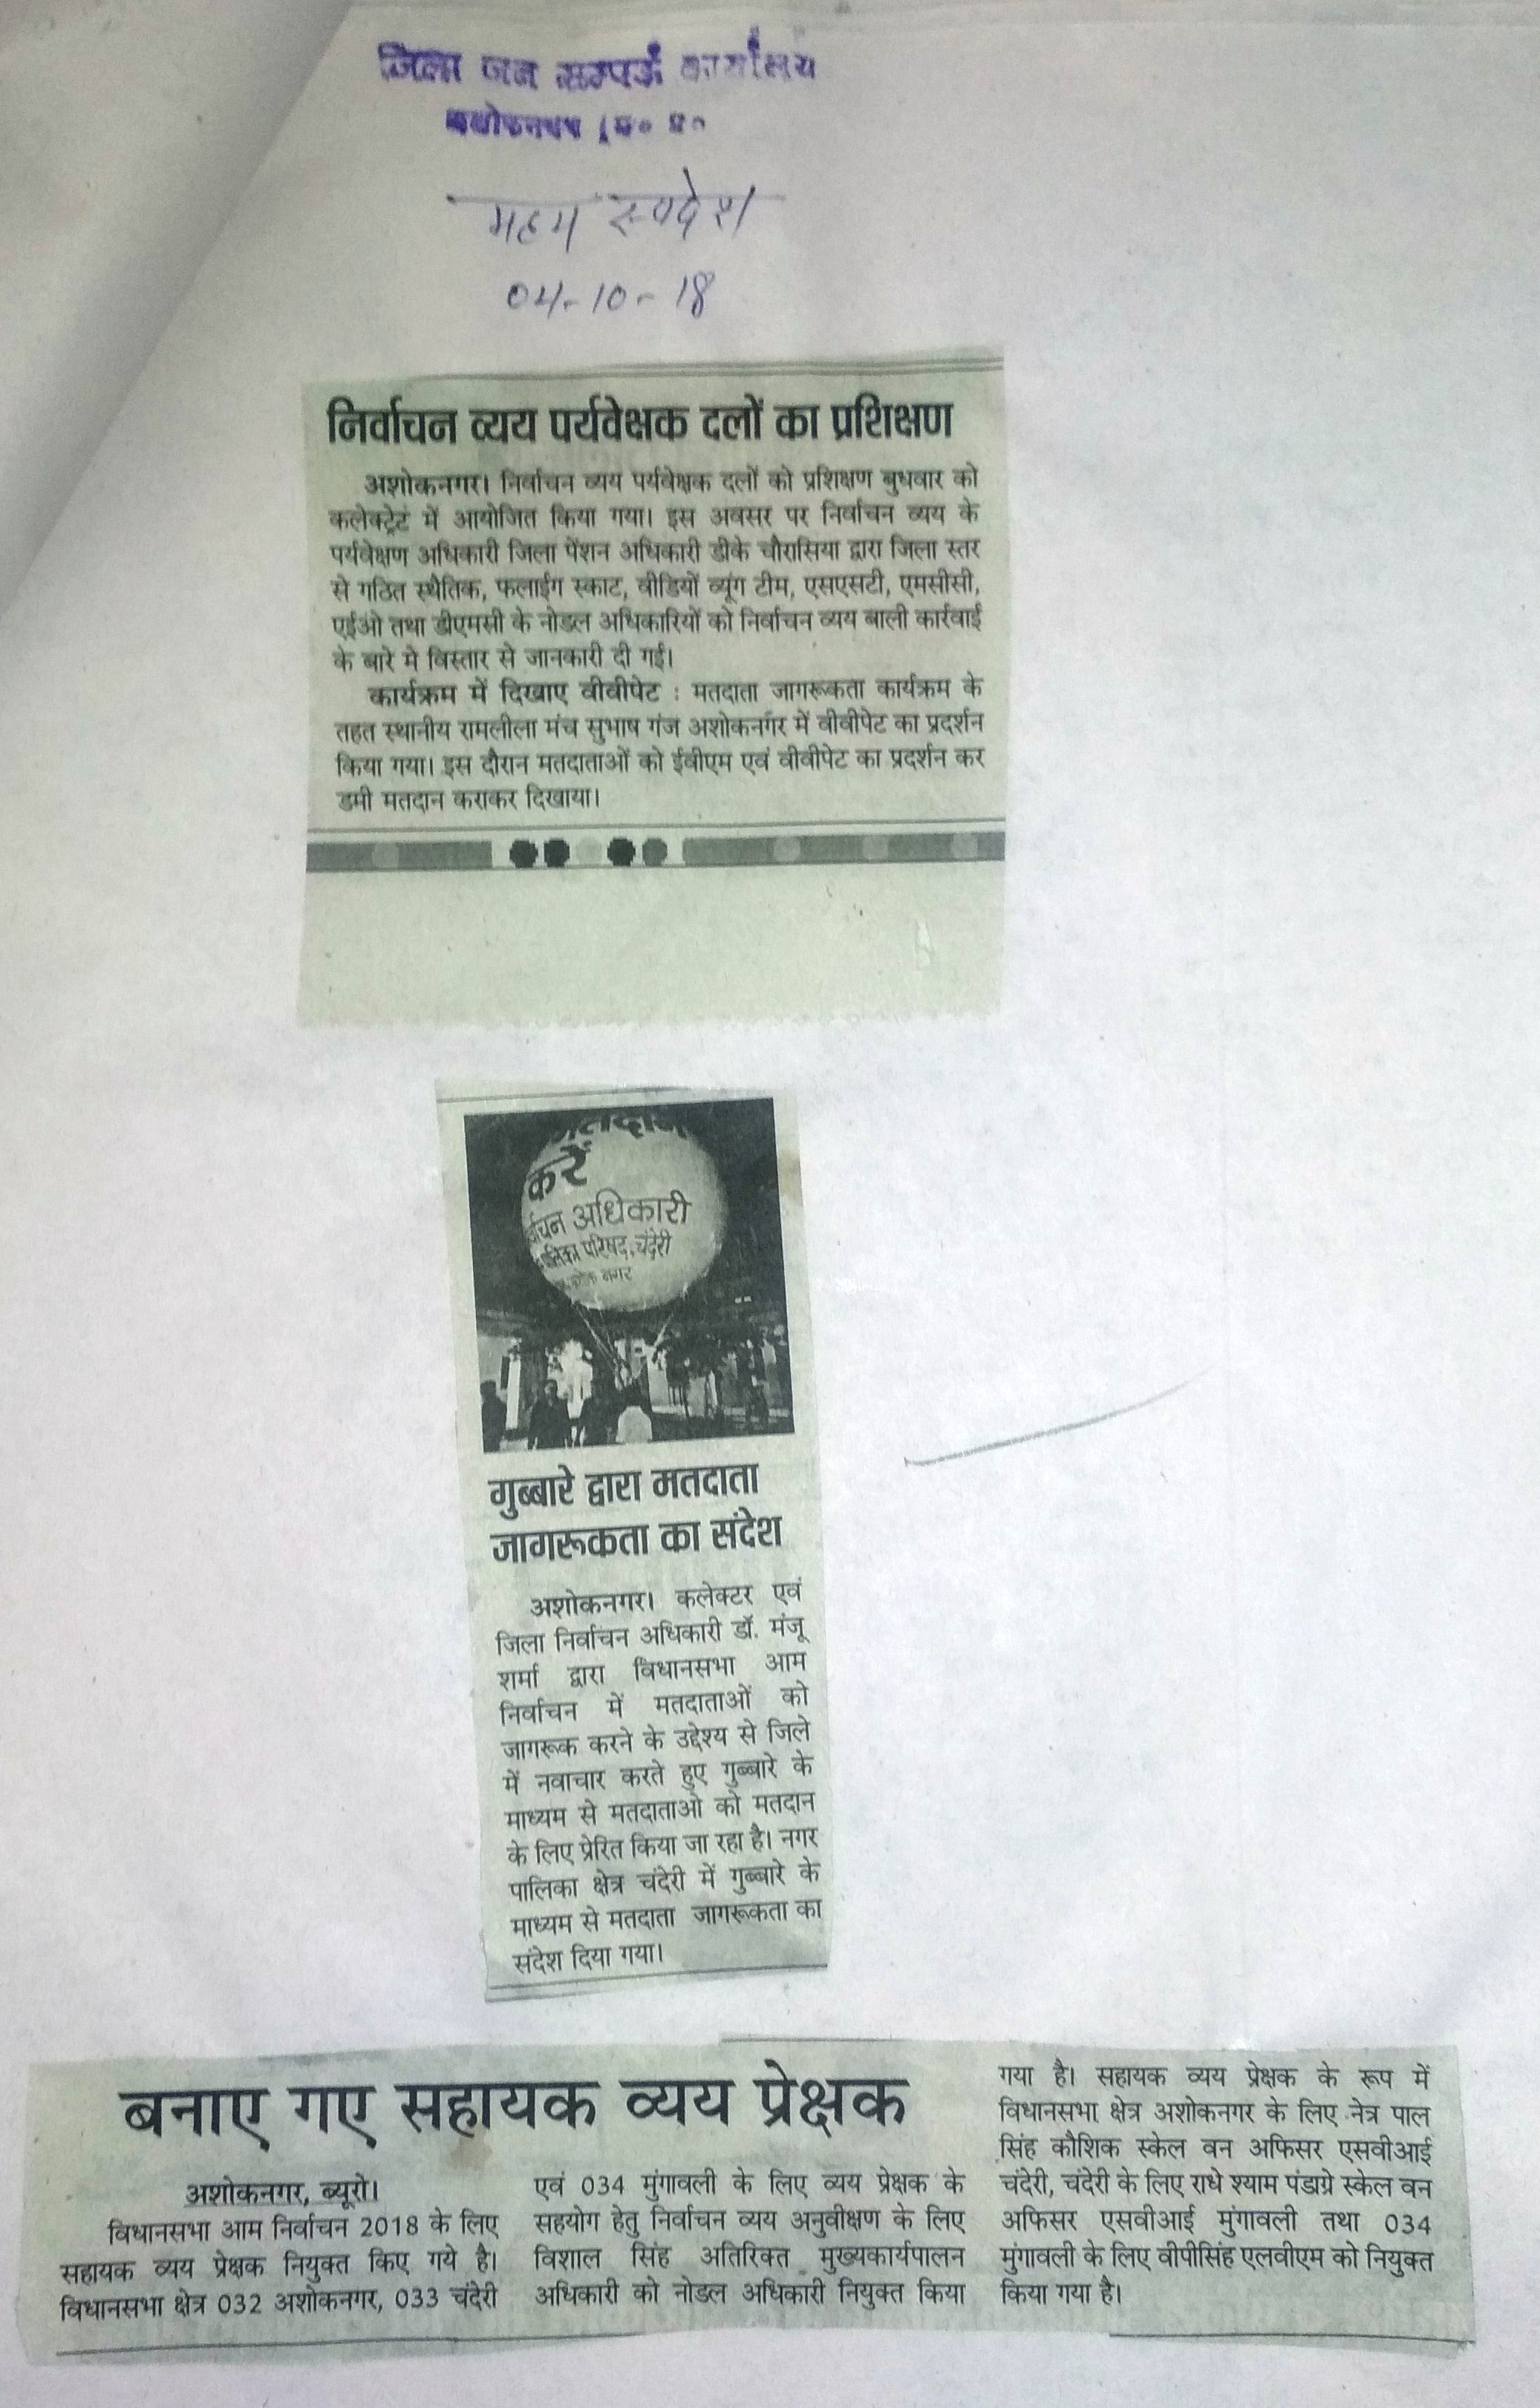 जिला जन सम्पर्क कार्यालय
अशोकनगर (म० प्र०
04-10-18
निर्वाचन व्यय पर्यवेक्षक दलों का प्रशिक्षण
अशोकनगर। निर्वाचन व्यय पर्यवेक्षक दलों को प्रशिक्षण बुधवार को
कलेक्ट्रेट में आयोजित किया गया। इस अवसर पर निर्वाचन व्यय के
पर्यवेक्षण अधिकारी जिला पेंशन अधिकारी डीके चौरासिया द्वारा जिला स्तर
से गठित स्थैतिक, फलाईग स्काट, वीडियों व्यूंग टीम, एसएसटी, एमसीसी,
एईओ तथा डीएमसी के नोडल अधिकारियों को निर्वाचन व्यय बाली कार्रवाई
के बारे मे विस्तार से जानकारी दी गई।
कार्यक्रम में दिखाए वीवीपेट : मतदाता जागरूकता कार्यक्रम के
तहत स्थानीय रामलीला मंच सुभाष गंज अशोकनगर में वीवीपेट का प्रदर्शन
किया गया। इस दौरान मतदाताओं को ईवीएम एवं वीवीपेट का प्रदर्शन कर
डमी मतदान कराकर दिखाया।
मतदान
करें
र्वाचन अधिकारी
लिका परिषद, चंदेरी
नगर
गुब्बारे द्वारा मतदाता
जागरूकता का संदेश
अशोकनगर। कलेक्टर एवं
जिला निर्वाचन अधिकारी डॉ. मंजू
शर्मा द्वारा विधानसभा आम
निर्वाचन में मतदाताओं को
जागरूक करने के उद्देश्य से जिले
में नवाचार करते हुए गुब्बारे के
माध्यम से मतदाताओ को मतदान
के लिए प्रेरित किया जा रहा है। नगर
पालिका क्षेत्र चंदेरी में गुब्बारे के
माध्यम से मतदाता जागरूकता का
संदेश दिया गया।
बनाए गए सहायक व्यय प्रेक्षक
अशोकनगर, ब्यूरो।
विधानसभा आम निर्वाचन 2018 के लिए
सहायक व्यय प्रेक्षक नियुक्त किए गये है।
विधानसभा क्षेत्र 032 अशोकनगर, 033 चंदेरी
एवं 034 मुंगावली के लिए व्यय प्रेक्षक के
सहयोग हेतु निर्वाचन व्यय अनुवीक्षण के लिए
विशाल सिंह अतिरिक्त मुख्यकार्यपालन
अधिकारी को नोडल अधिकारी नियुक्त किया
गया है। सहायक व्यय प्रेक्षक के रूप में
विधानसभा क्षेत्र अशोकनगर के लिए नेत्र पाल
सिंह कौशिक स्केल वन अफिसर एसवीआई
चंदेरी, चंदेरी के लिए राधे श्याम पंडाग्रे स्केल वन
अफिसर एसवीआई मुंगावली तथा 034
मुंगावली के लिए वीपीसिंह एलवीएम को नियुक्त
किया गया है।